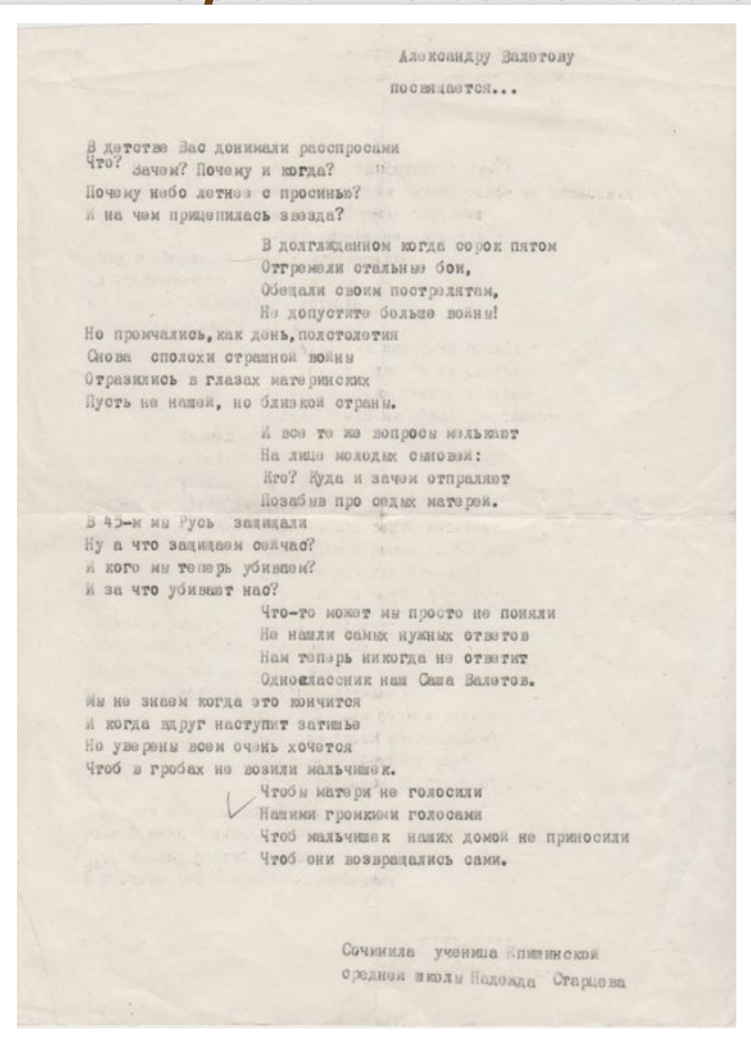 Александру Валетову
посвящается...
В детстве Вас донимали расспросами
Что? Зачем? Почему и когда?
Почему небо летнее с просинью?
И на чем прицепилась звезда?
В долгляжданном когда сорок пятом
Отгремели стальные бои,
Обещали своим пострелятам,
Не допустите больше войны!
Но промчались,как день,полстолетия
Снова сполохи страшной войны
Отразились в глазах материнских
Пусть не нашей, но близкой страны.
И все те же вопросы мелькают
На лице молодых сыновей:
Кто? Куда и зачем отпраляют
Позабыв про седых матерей.
В 45-м мы Русь защищали
Ну а что защищаем сейчас?
И кого мы теперь убиваем?
И за что убивают нас?
Что-то может мы просто не поняли
Не нашли самых нужных ответов
Нам теперь никогда не ответит
Одноклассник наш Саша Валетов.
Мы не знаем когда это кончится
И когда вдруг наступит затишье
Но уверены всем очень хочется
Чтоб в гробах не возили мальчишек.
Чтобы матери не голосили
Нашими громкими голосами
Чтоб мальчишек наших домой не приносили
Чтоб они возвращались сами.
Сочинила ученица Епишинской
средней школы Надежда Старцева